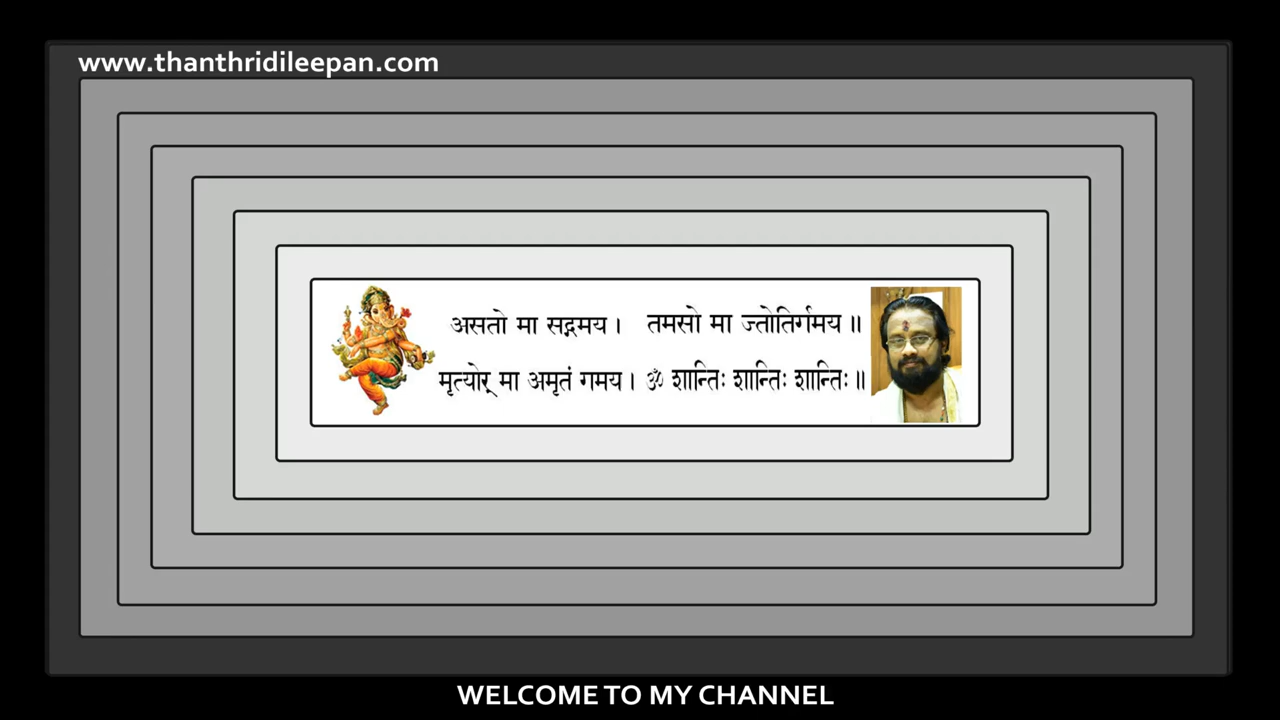 www.thanthridileepan.com
असतो मा सद्गमय । तमसो मा ज्तोतिर्गमय ॥
मृत्योर् मा अमृतं गमय । ॐ शान्तिः शान्तिः शान्तिः ॥
WELCOME TO MY CHANNEL